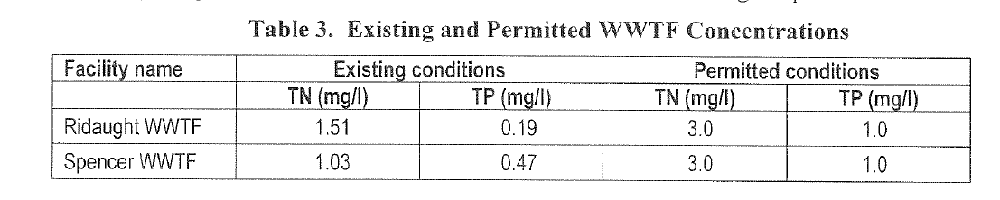 Table 3. Existing and Permitted WWTF Concentrations
Facility name Existing conditions Permitted conditions
TN (mg/l) TP (mg/l) TN (mg/l) TP (mg/l)
Ridaught WWTF 1.51 0.19 3.0 1.0
Spencer WWTF 1.03 0.47 3.0 1.0